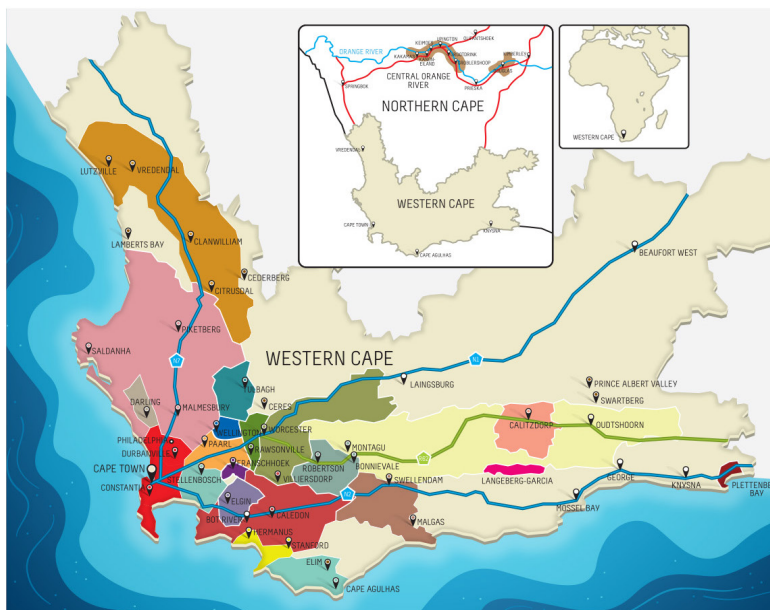 ORANGE RIVER
SPRINGBOK
KAKAMAS
KEIMOES
UPINGTON
GROBLERSHOOP
PRIESKA
CENTRAL ORANGE
RIVER
NORTHERN CAPE
VREDENDAL
WESTERN CAPE
CAPE TOWN
KNYSNA
CAPE AGULHAS
WESTERN CAPE
LUTZVILLE
VREDENDAL
LAMBERTS BAY
CLANWILLIAM
CEDERBERG
CITRUSDAL
PIKETBERG
SALDANHA
N7
WESTERN CAPE
BEAUFORT WEST
N1
LAINGSBURG
TULBAGH
CERES
DARLING
MALMESBURY
PHILADELPHIA
DURBANVILLE
WELLINGTON
PAARL
WORCESTER
RAWSONVILLE
FRANSCHHOEK
CAPE TOWN
CONSTANTIA
STELLENBOSCH
VILLIERSDORP
ROBERTSON
MONTAGU
BONNIEVALE
PRINCE ALBERT VALLEY
SWARTBERG
CALITZDORP
OUDTSHOORN
LANGEBERG-GARCIA
SWELLENDAM
N2
ELGIN
BOT RIVER
CALEDON
HERMANUS
STANFORD
ELIM
CAPE AGULHAS
MALGAS
MOSSEL BAY
GEORGE
KNYSNA
PLETTENBE
BAY